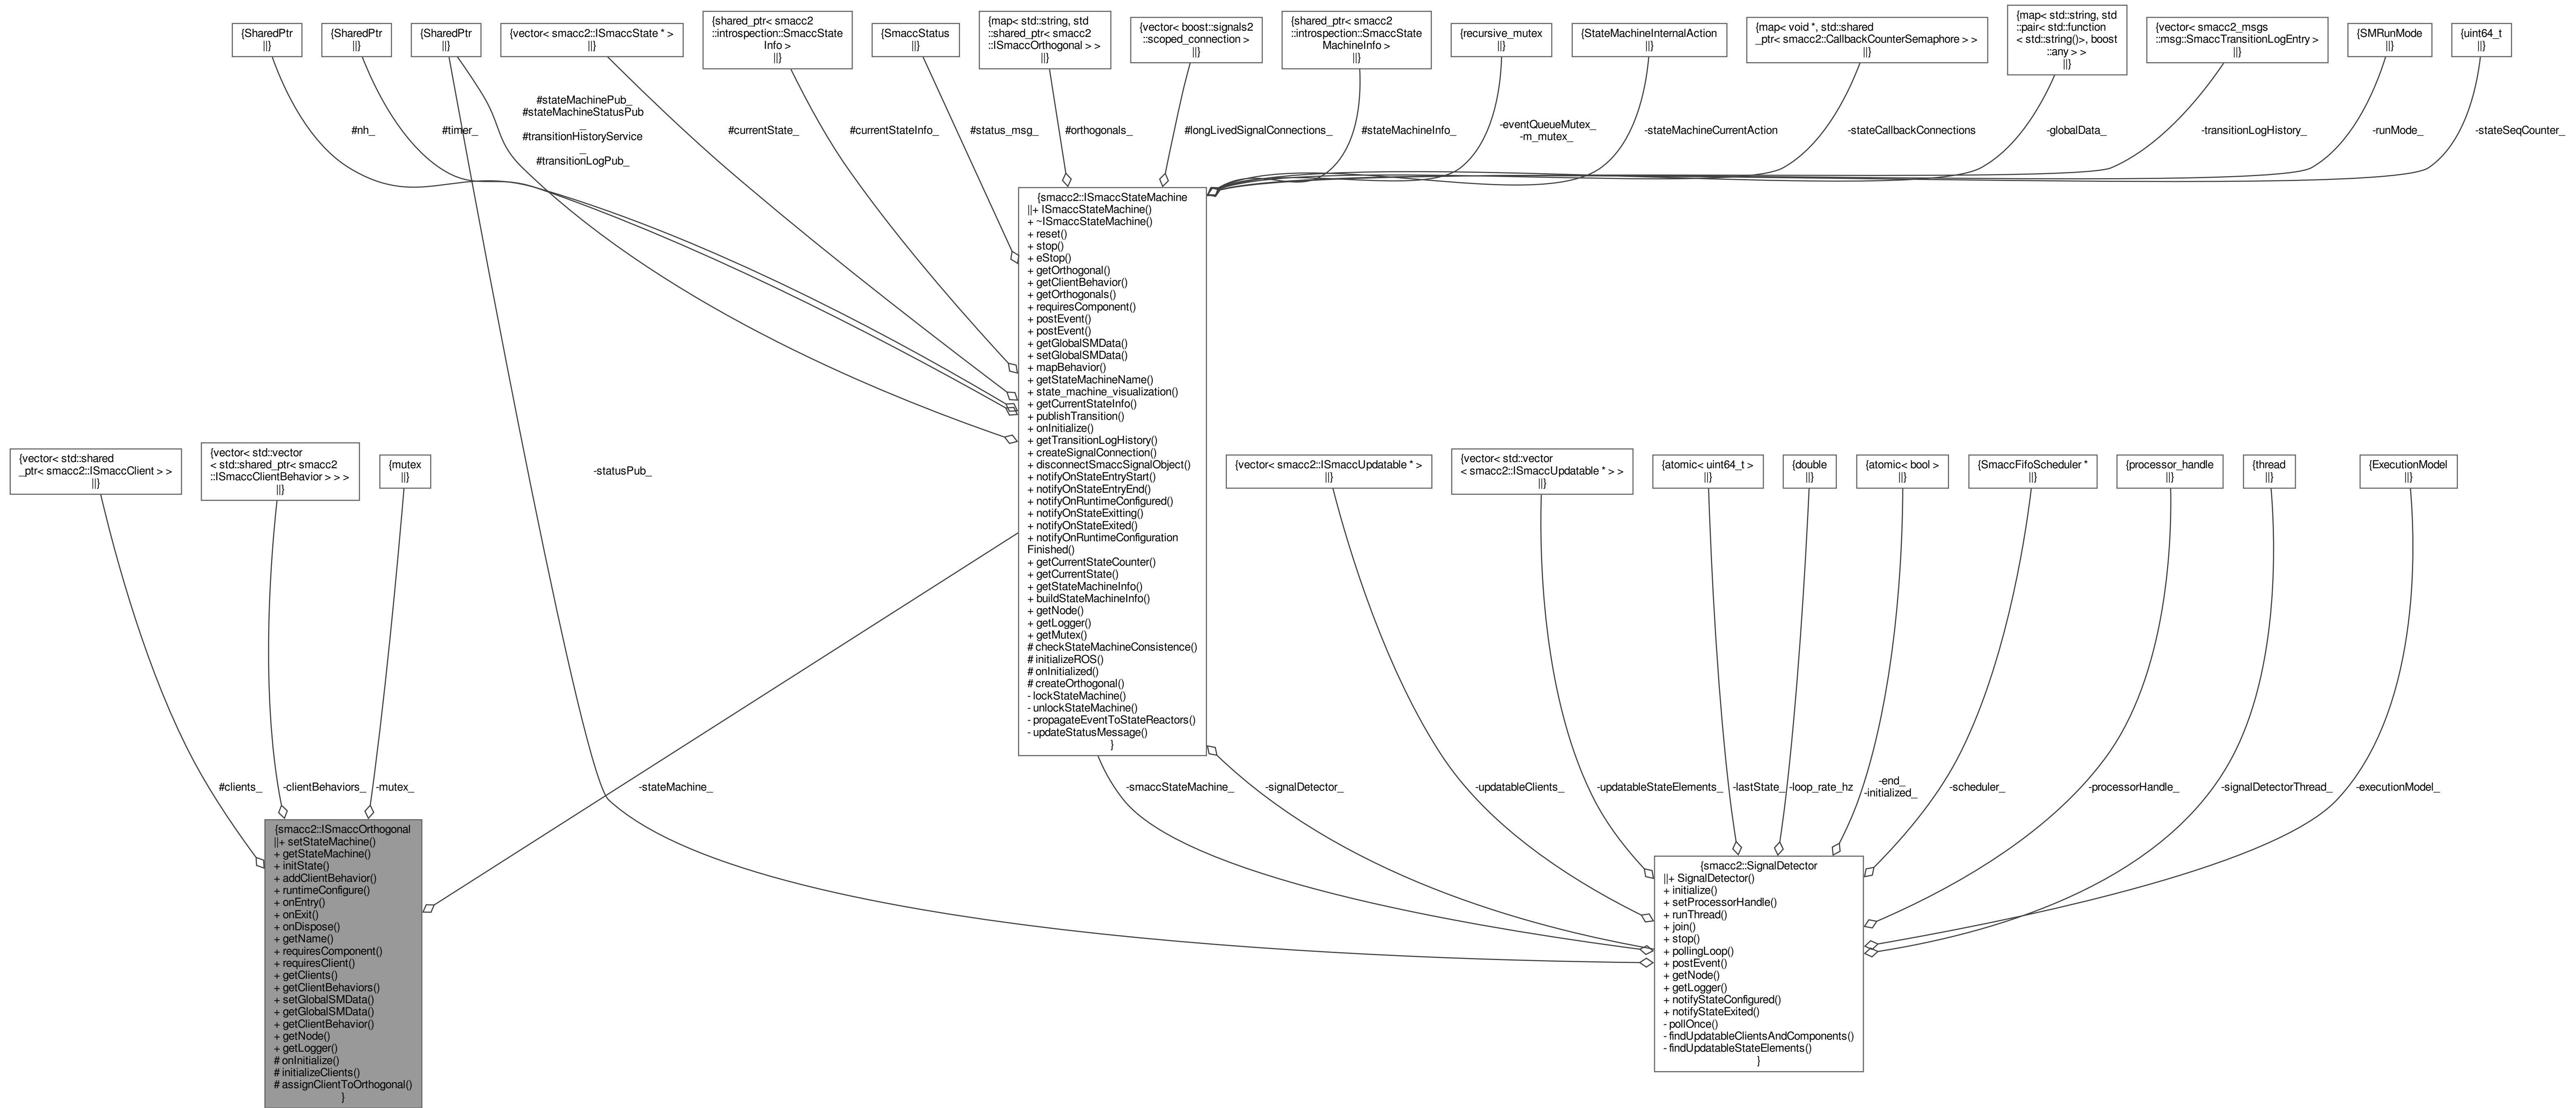 {SharedPtr
||}
{SharedPtr
||}
{SharedPtr
||}
{vector< smacc2::ISmaccState * >
||}
{shared_ptr< smacc2
::introspection::SmaccState
Info >
||}
{SmaccStatus
||}
{map< std::string, std
::shared_ptr< smacc2
::ISmaccOrthogonal > >
||}
{vector< boost::signals2
::scoped_connection >
||}
{shared_ptr< smacc2
::introspection::SmaccState
MachineInfo >
||}
{recursive_mutex
||}
{StateMachineInternalAction
||}
{map< void *, std::shared
_ptr< smacc2::CallbackCounterSemaphore > >
||}
{map< std::string, std
::pair< std::function
< std::string()>, boost
::any > >
||}
{vector< smacc2_msgs
::msg::SmaccTransitionLogEntry >
||}
{SMRunMode
||}
{uint64_t
||}
#nh_
#timer_
#stateMachinePub_
#stateMachineStatusPub
_
#transitionHistoryService
_
#transitionLogPub_
#currentState_
#currentStateInfo_
#status_msg_
#orthogonals_
#longLivedSignalConnections_
#stateMachineInfo_
-eventQueueMutex_
-m_mutex_
-stateMachineCurrentAction
-stateCallbackConnections
-globalData_
-transitionLogHistory_
-runMode_
-stateSeqCounter_
{smacc2::ISmaccStateMachine
||+ ISmaccStateMachine()
+ ~ISmaccStateMachine()
+ reset()
+ stop()
+ eStop()
+ getOrthogonal()
+ getClientBehavior()
+ getOrthogonals()
+ requiresComponent()
+ postEvent()
+ postEvent()
+ getGlobalSMData()
+ setGlobalSMData()
+ mapBehavior()
+ getStateMachineName()
+ state_machine_visualization()
+ getCurrentStateInfo()
+ publishTransition()
+ onInitialize()
+ getTransitionLogHistory()
+ createSignalConnection()
+ disconnectSmaccSignalObject()
+ notifyOnStateEntryStart()
+ notifyOnStateEntryEnd()
+ notifyOnRuntimeConfigured()
+ notifyOnStateExitting()
+ notifyOnStateExited()
+ notifyOnRuntimeConfiguration
Finished()
+ getCurrentStateCounter()
+ getCurrentState()
+ getStateMachineInfo()
+ buildStateMachineInfo()
+ getNode()
+ getLogger()
+ getMutex()
# checkStateMachineConsistence()
# initializeROS()
# onInitialized()
# createOrthogonal()
- lockStateMachine()
- unlockStateMachine()
- propagateEventToStateReactors()
- updateStatusMessage()
}
{vector< std::shared
_ptr< smacc2::ISmaccClient > >
||}
{vector< std::vector
< std::shared_ptr< smacc2
::ISmaccClientBehavior > > >
||}
{mutex
||}
-statusPub_
{vector< smacc2::ISmaccUpdatable * >
||}
{vector< std::vector
< smacc2::ISmaccUpdatable * > >
||}
{atomic< uint64_t >
||}
{double
||}
{atomic< bool >
||}
{SmaccFifoScheduler *
||}
{processor_handle
||}
{thread
||}
{ExecutionModel
||}
#clients_
-clientBehaviors_
-mutex_
-stateMachine_
-smaccStateMachine_
-signalDetector_
-updatableClients_
-updatableStateElements_
-lastState_
-loop_rate_hz
-end_
-initialized_
-scheduler_
-processorHandle_
-signalDetectorThread_
-executionModel_
{smacc2::ISmaccOrthogonal
||+ setStateMachine()
+ getStateMachine()
+ initState()
+ addClientBehavior()
+ runtimeConfigure()
+ onEntry()
+ onExit()
+ onDispose()
+ getName()
+ requiresComponent()
+ requiresClient()
+ getClients()
+ getClientBehaviors()
+ setGlobalSMData()
+ getGlobalSMData()
+ getClientBehavior()
+ getNode()
+ getLogger()
# onInitialize()
# initializeClients()
# assignClientToOrthogonal()
}
{smacc2::SignalDetector
||+ SignalDetector()
+ initialize()
+ setProcessorHandle()
+ runThread()
+ join()
+ stop()
+ pollingLoop()
+ postEvent()
+ getNode()
+ getLogger()
+ notifyStateConfigured()
+ notifyStateExited()
- pollOnce()
- findUpdatableClientsAndComponents()
- findUpdatableStateElements()
}